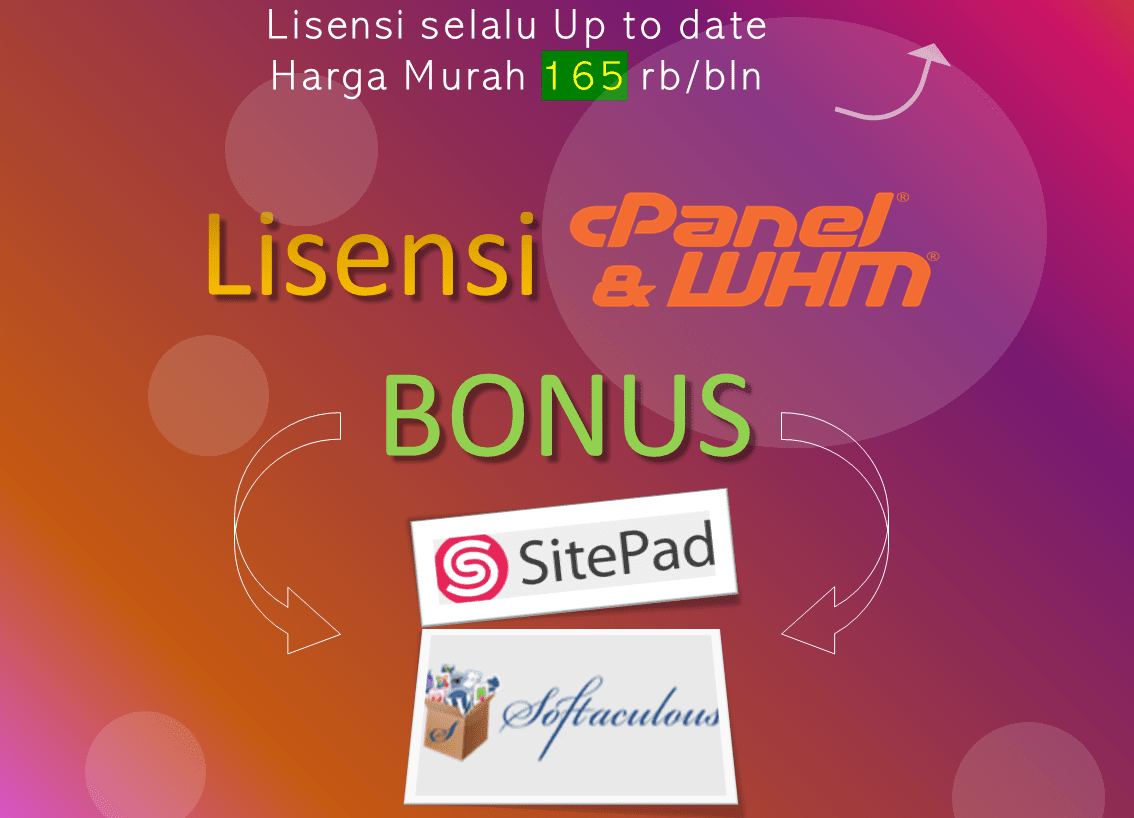 Lisensi selalu Up to date
Harga Murah 165 rb/bln
Lisensi cPanel®
& WHM®
BONUS
SitePad
Softaculous